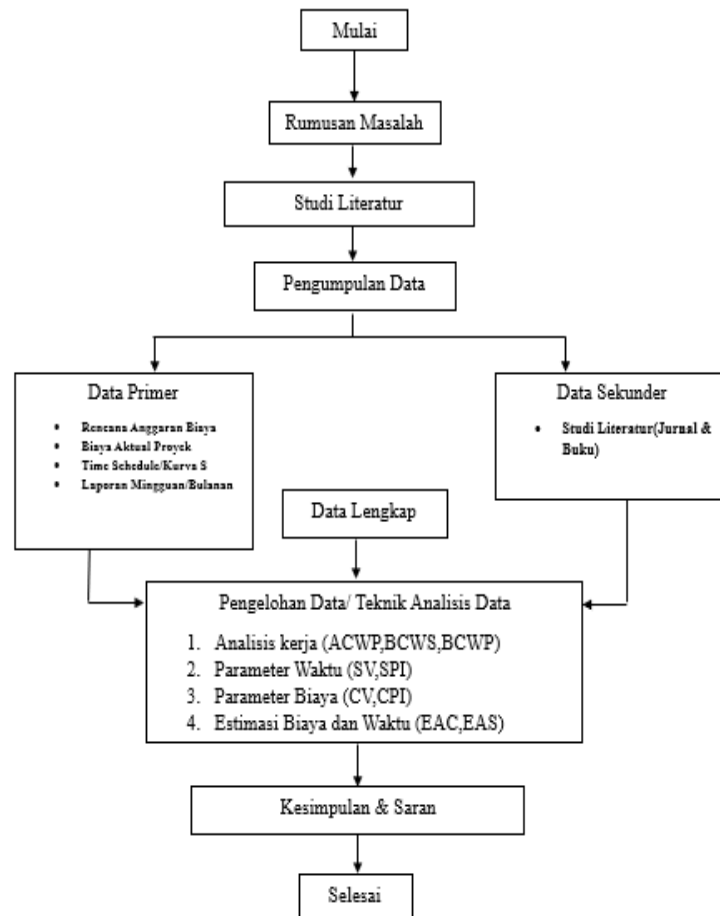 Mulai
Rumusan Masalah
Studi Literatur
Pengumpulan Data
Data Primer
• Rencana Anggaran Biaya
• Biaya Aktual Proyek
• Time Schedule/Kurva S
• Laporan Mingguan/Bulanan
Data Sekunder
• Studi Literatur(Jurnal &
Buku)
Data Lengkap
Pengelohan Data/ Teknik Analisis Data
1. Analisis kerja (ACWP,BCWS,BCWP)
2. Parameter Waktu (SV,SPI)
3. Parameter Biaya (CV,CPI)
4. Estimasi Biaya dan Waktu (EAC,EAS)
Kesimpulan & Saran
Selesai